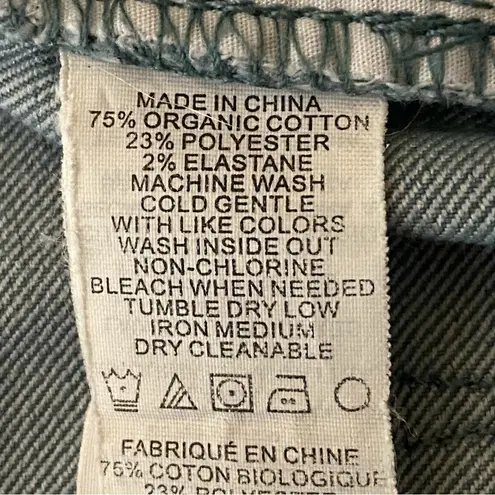 MADE IN CHINA
75% ORGANIC COTTON
23% POLYESTER
2% ELASTANE
MACHINE WASH
COLD GENTLE
WITH LIKE COLORS
WASH INSIDE OUT
NON-CHLORINE
BLEACH WHEN NEEDED
TUMBLE DRY LOW
IRON MEDIUM
DRY CLEANABLE
FABRIQUÉ EN CHINE
75% COTON BIOLOGIQUE
23% POLYESTER